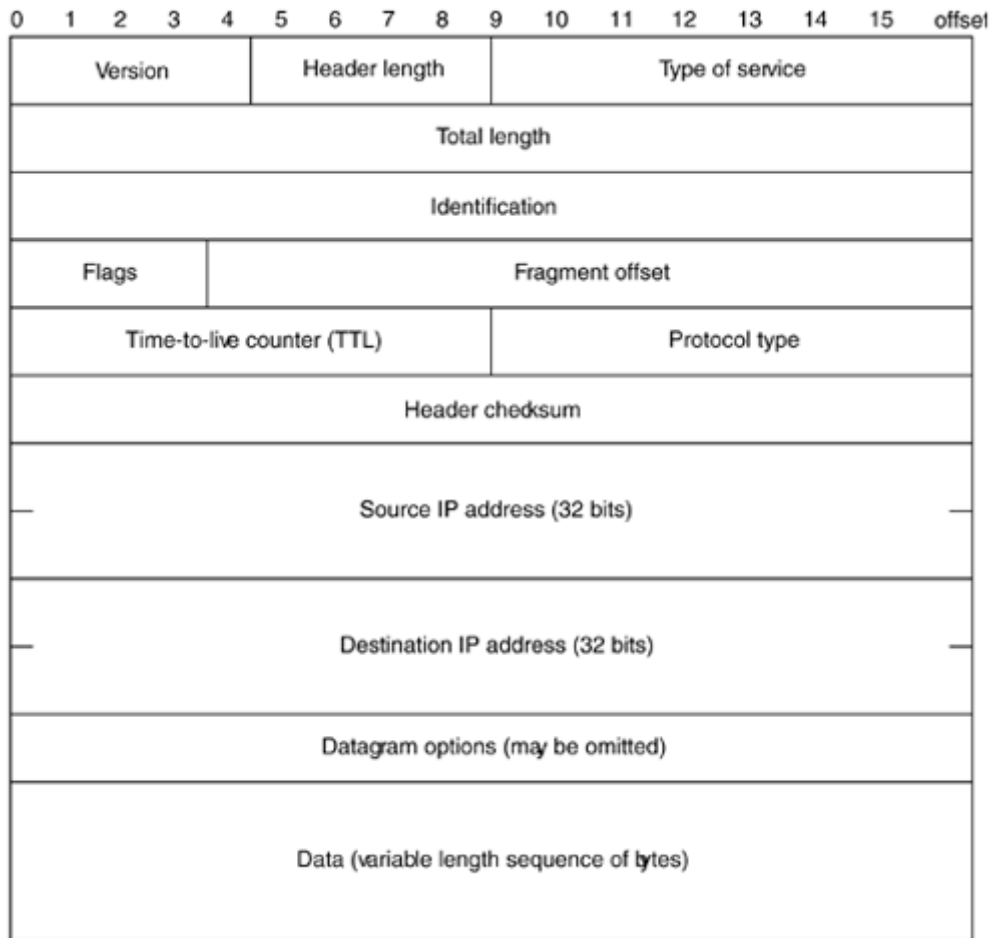 0 1 2 3 4 5 6 7 8 9 10 11 12 13 14 15 offset
Version Header length Type of service
Total length
Identification
Flags Fragment offset
Time-to-live counter (TTL) Protocol type
Header checksum
Source IP address (32 bits)
Destination IP address (32 bits)
Datagram options (may be omitted)
Data (variable length sequence of bytes)